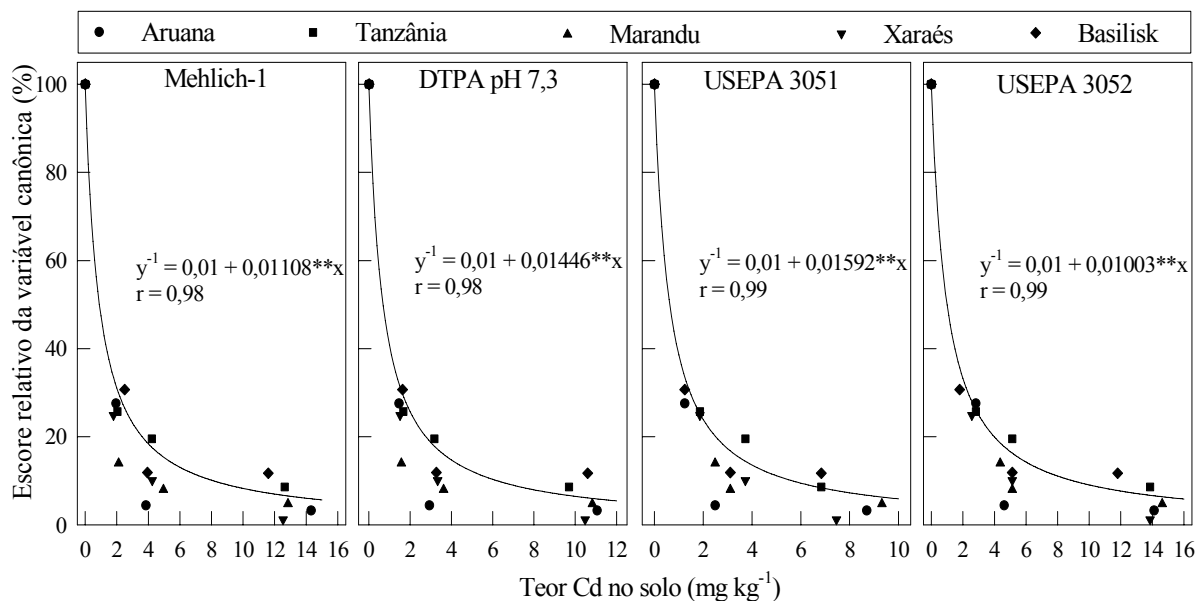 Aruana Tanzânia Marandu Xaraés Basilisk
Mehlich-1 DTPA pH 7,3 USEPA 3051 USEPA 3052
Escore relativo da variável canônica (%)
100
80
60
40
20
0
y⁻¹ = 0,01 + 0,01108**x
r = 0,98
y⁻¹ = 0,01 + 0,01446**x
r = 0,98
y⁻¹ = 0,01 + 0,01592**x
r = 0,99
y⁻¹ = 0,01 + 0,01003**x
r = 0,99
0 2 4 6 8 10 12 14 16
0 2 4 6 8 10 12
0 2 4 6 8 10
0 2 4 6 8 10 12 14 16
Teor Cd no solo (mg kg⁻¹)